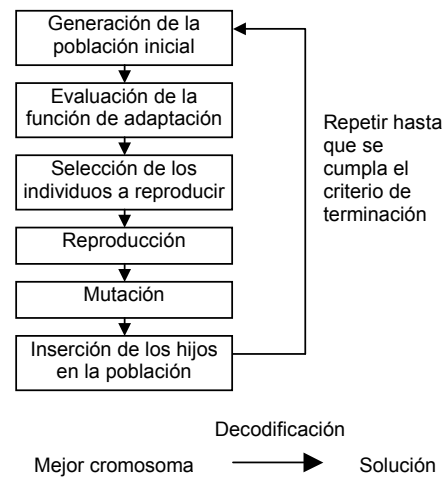 Generación de la
población inicial
Evaluación de la
función de adaptación
Selección de los
individuos a reproducir
Reproducción
Mutación
Inserción de los hijos
en la población
Repetir hasta
que se
cumpla el
criterio de
terminación
Decodificación
Mejor cromosoma
Solución